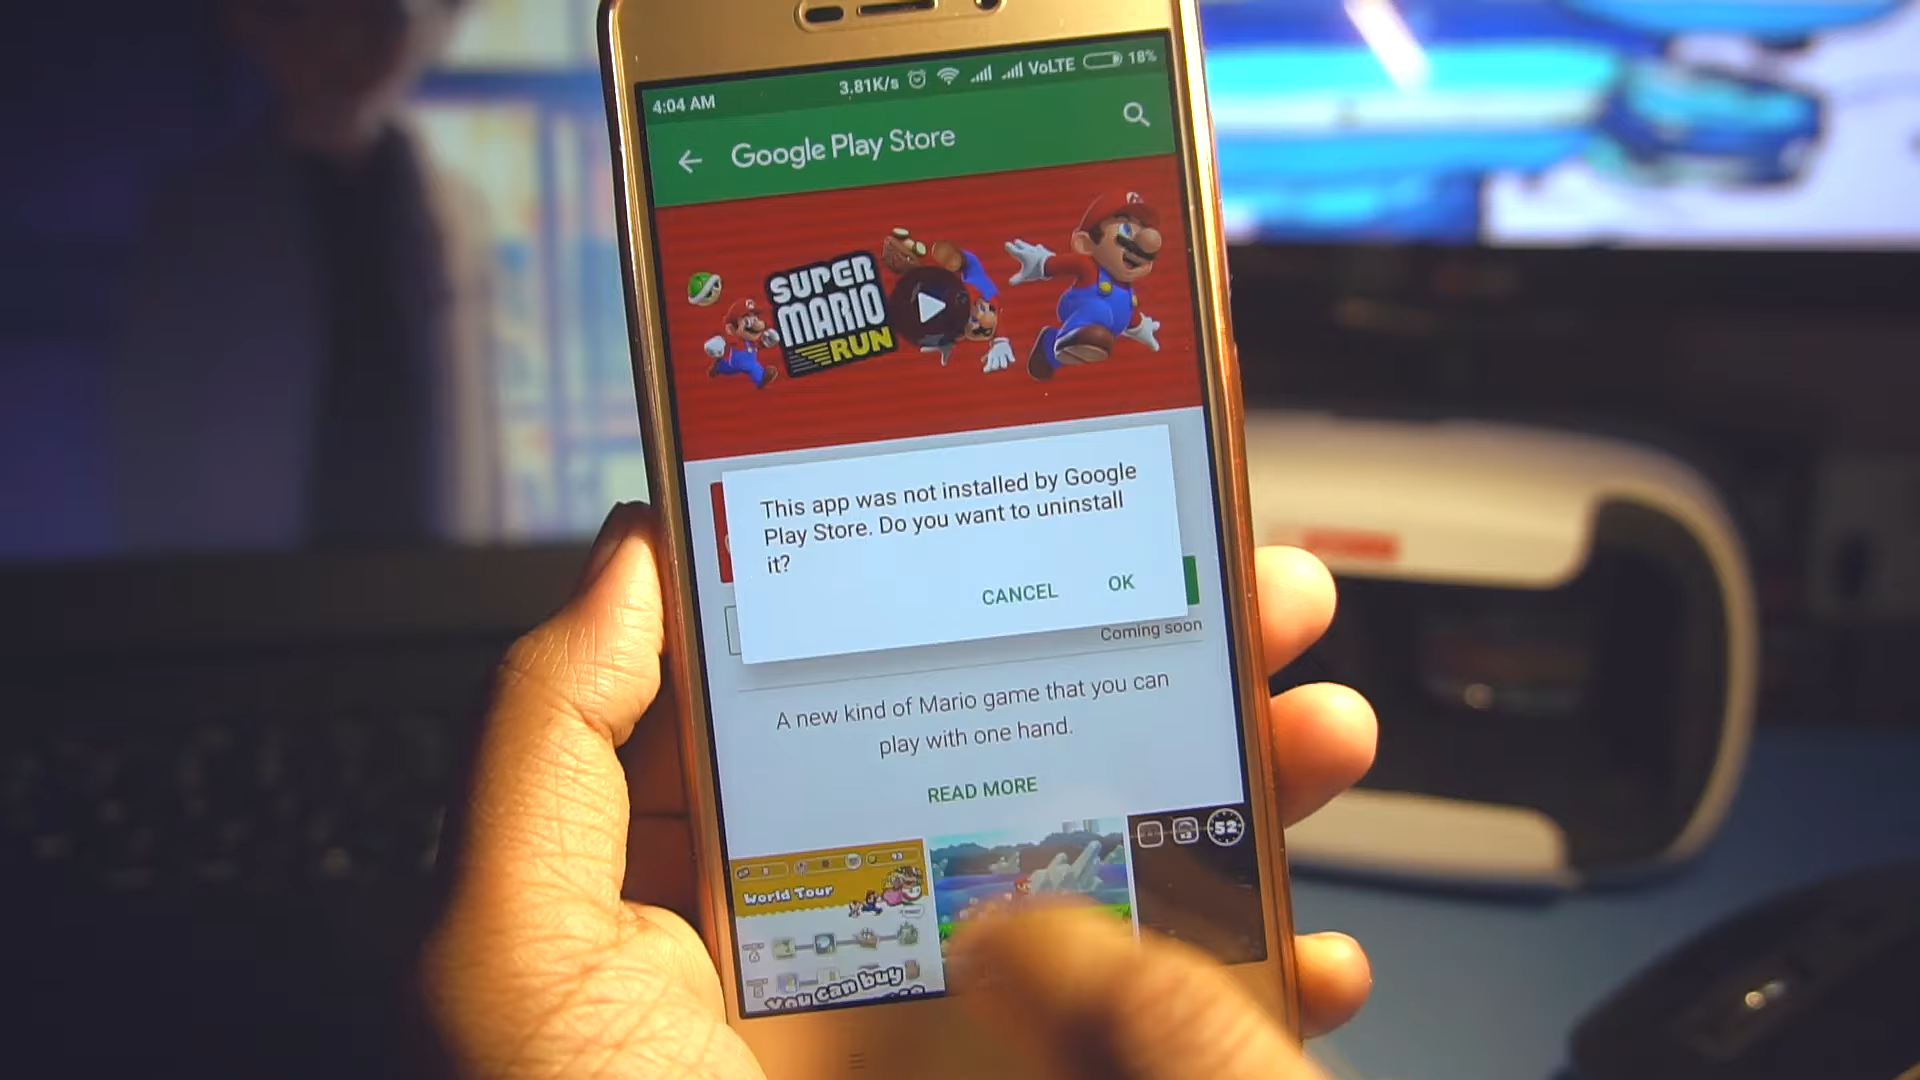 4:04 AM 3.81K/s VoLTE 18%
Google Play Store
SUPER
MARIO
RUN
This app was not installed by Google
Play Store. Do you want to uninstall
it?
CANCEL OK
Coming soon
A new kind of Mario game that you can
play with one hand.
READ MORE
52
World Tour
You can buy